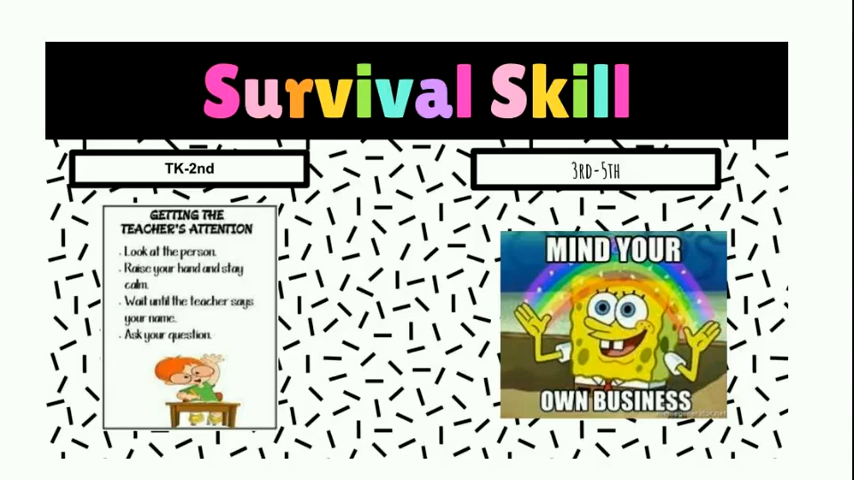 Survival Skill
TK-2nd
3RD-5TH
GETTING THE
TEACHER'S ATTENTION
. Look at the person.
. Raise your hand and stay
calm.
. Wait until the teacher says
your name.
. Ask your question.
MIND YOUR
OWN BUSINESS